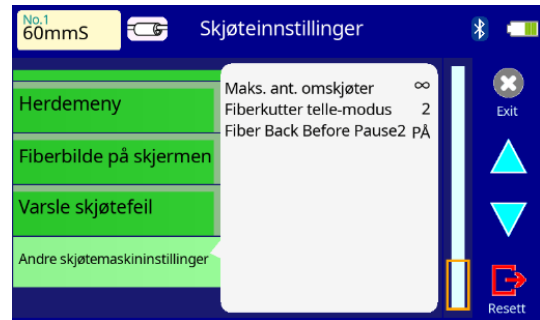 No.1
60mmS
Skjøteinnstillinger
Herdemeny
Fiberbilde på skjermen
Varsle skjøtefeil
Andre skjøtemaskininstillinger
Maks. ant. omskjøter ∞
Fiberkutter telle-modus 2
Fiber Back Before Pause2 PÅ
Exit
Resett